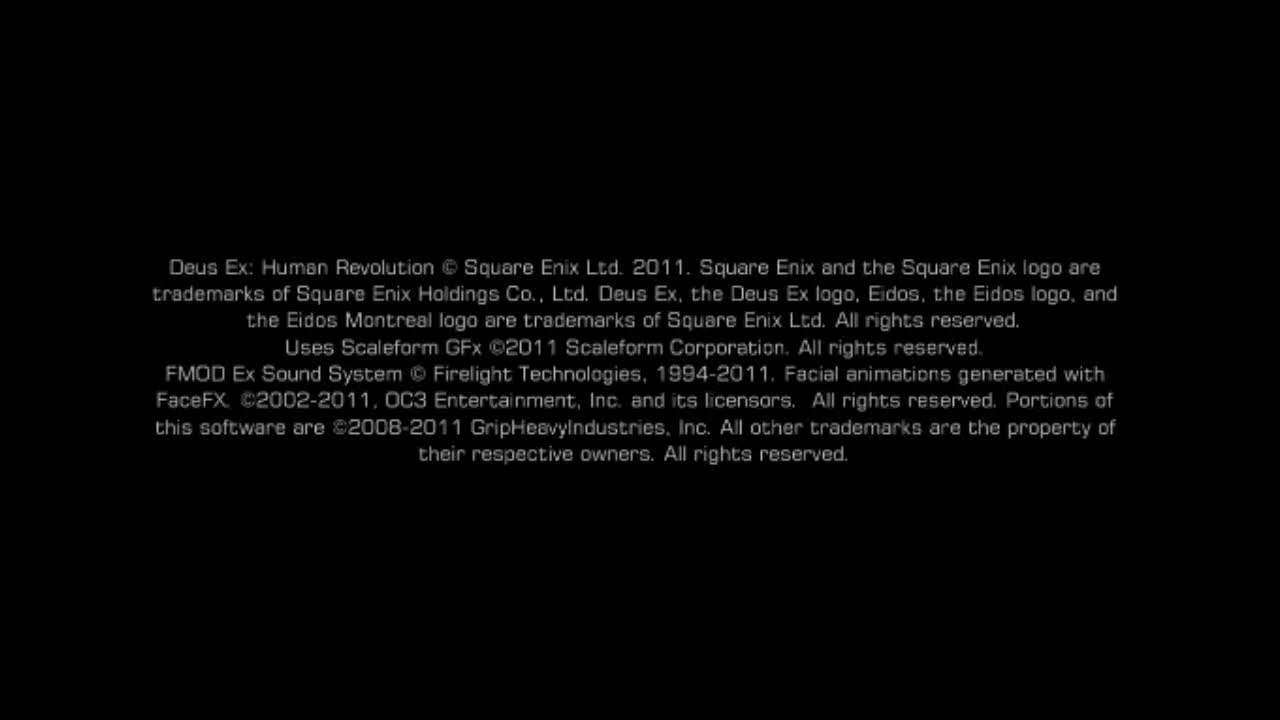 Deus Ex: Human Revolution © Square Enix Ltd. 2011. Square Enix and the Square Enix logo are
trademarks of Square Enix Holdings Co., Ltd. Deus Ex, the Deus Ex logo, Eidos, the Eidos logo, and
the Eidos Montreal logo are trademarks of Square Enix Ltd. All rights reserved.
Uses Scaleform GFx ©2011 Scaleform Corporation. All rights reserved.
FMOD Ex Sound System © Firelight Technologies, 1994-2011. Facial animations generated with
FaceFX. ©2002-2011, OC3 Entertainment, Inc. and its licensors.  All rights reserved. Portions of
this software are ©2008-2011 GripHeavyIndustries, Inc. All other trademarks are the property of
their respective owners. All rights reserved.